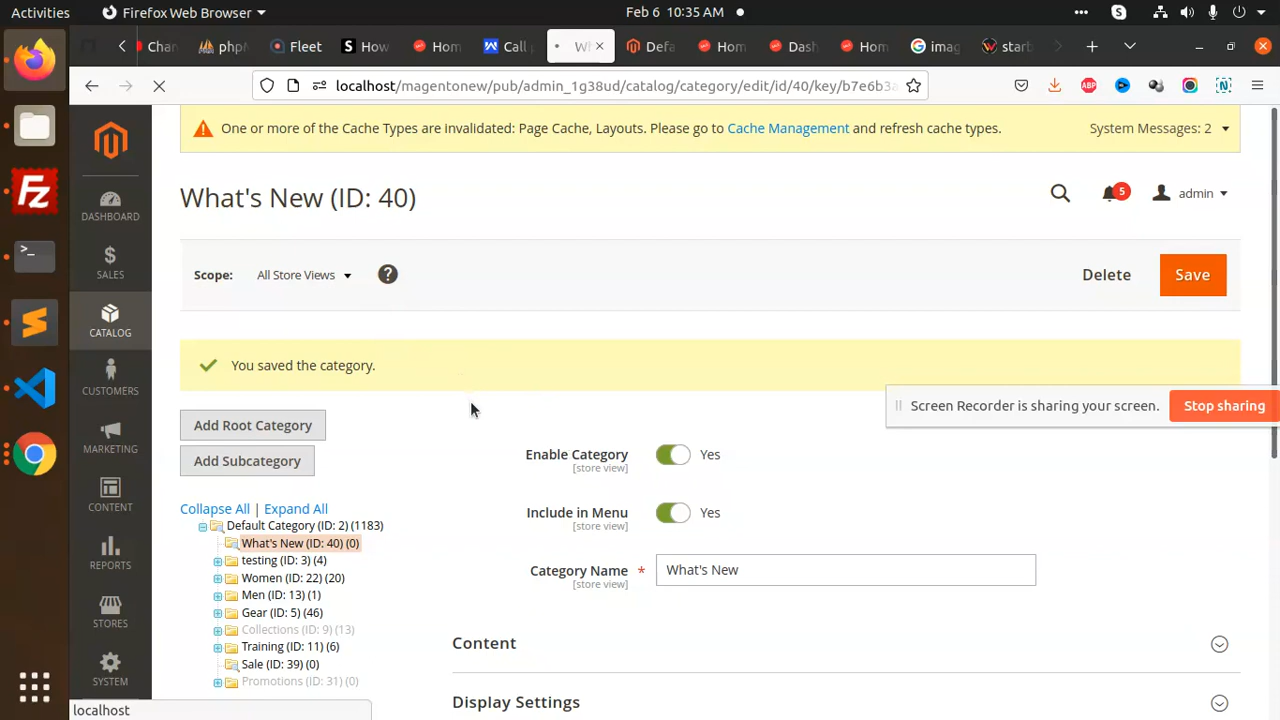 Activities
Firefox Web Browser
Feb 6 10:35 AM
Chan
php
Fleet
How
Hom
Call
Wh
Defa
Hom
Dash
Hom
imag
start
localhost/magentonew/pub/admin_1g38ud/catalog/category/edit/id/40/key/b7e6b3a
ABP
One or more of the Cache Types are invalidated: Page Cache, Layouts. Please go to Cache Management and refresh cache types.
System Messages: 2
What's New (ID: 40)
5
admin
Scope:
All Store Views
Delete
Save
You saved the category.
Screen Recorder is sharing your screen.
Stop sharing
Add Root Category
Add Subcategory
Collapse All | Expand All
Default Category (ID: 2) (1183)
What's New (ID: 40) (0)
testing (ID: 3) (4)
Women (ID: 22) (20)
Men (ID: 13) (1)
Gear (ID: 5) (46)
Collections (ID: 9) (13)
Training (ID: 11) (6)
Sale (ID: 39) (0)
Promotions (ID: 31) (0)
Enable Category
[store view]
Yes
Include in Menu
[store view]
Yes
Category Name *
[store view]
What's New
Content
Display Settings
DASHBOARD
SALES
CATALOG
CUSTOMERS
MARKETING
CONTENT
REPORTS
STORES
SYSTEM
localhost